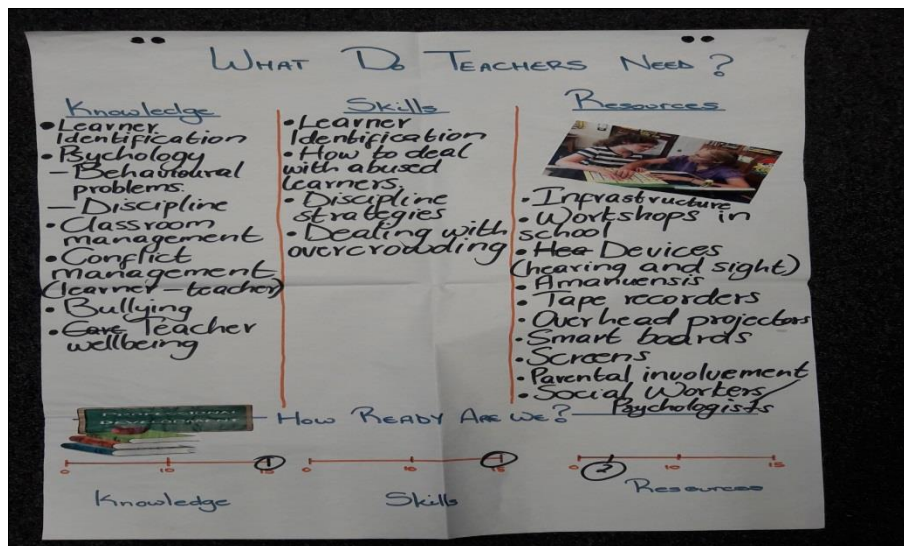 WHAT DO TEACHERS NEED?
Knowledge
• Learner
Identification
• Psychology
– Behavioural
problems.
– Discipline
• Classroom
management
• Conflict
management
(learner – teacher)
• Bullying
• Care Teacher
wellbeing
Skills
• Learner
Identification
• How to deal
with abused
learners
• Discipline
strategies
• Dealing with
overcrowding
RESOURCES
• Infrastructure
• Workshops in
school
• Hea Devices
(hearing and sight)
• Amanuensis
• Tape recorders
• Overhead projectors
• Smart boards
• Screens
• Parental involvement
• Social Workers/
Psychologists
PROFESSIONAL
DEVELOPMENT
HOW READY ARE WE?
0 10 15
Knowledge
0 10 15
Skills
0 2 10 15
Resources